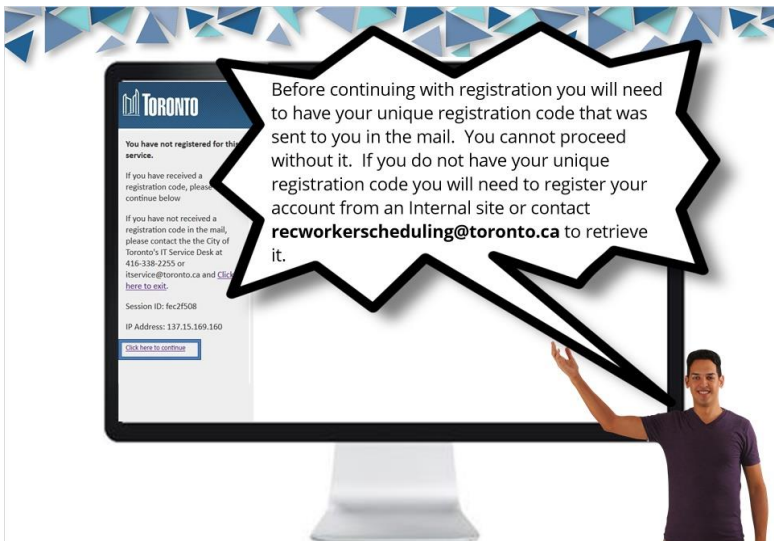 TORONTO
You have not registered for this
service.
If you have received a
registration code, please
continue below
If you have not received a
registration code in the mail,
please contact the the City of
Toronto's IT Service Desk at
416-338-2255 or
itservice@toronto.ca and Click
here to exit.
Session ID: fec2f508
IP Address: 137.15.169.160
Click here to continue
Before continuing with registration you will need
to have your unique registration code that was
sent to you in the mail. You cannot proceed
without it. If you do not have your unique
registration code you will need to register your
account from an Internal site or contact
recworkerscheduling@toronto.ca to retrieve
it.